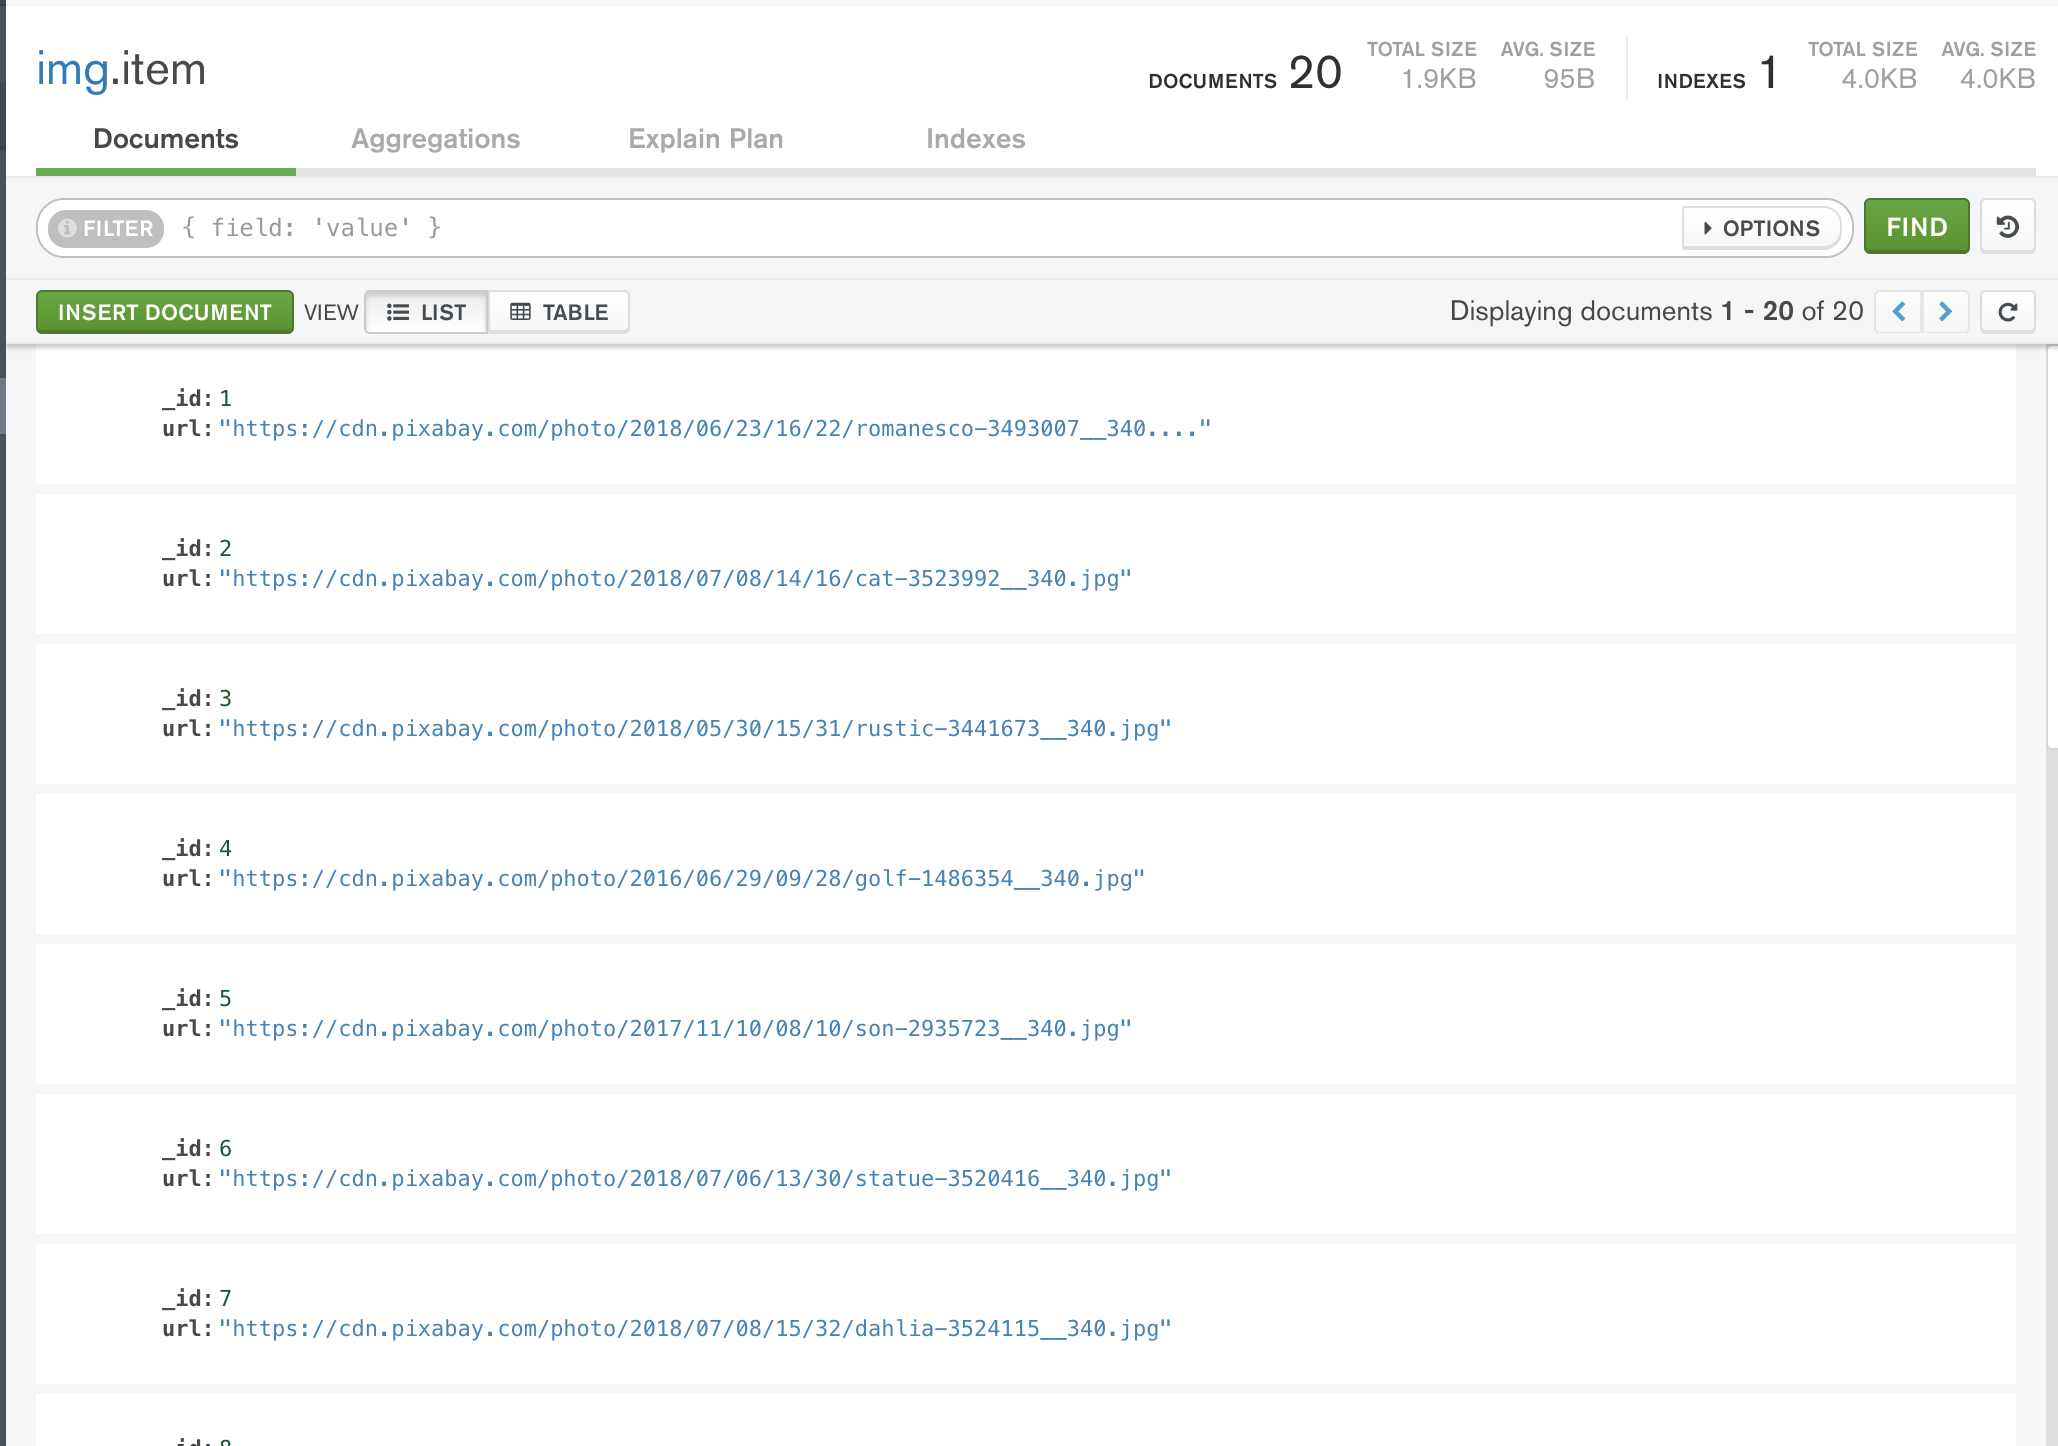 img.item
DOCUMENTS 20 TOTAL SIZE 1.9KB AVG. SIZE 95B INDEXES 1 TOTAL SIZE 4.0KB AVG. SIZE 4.0KB
Documents Aggregations Explain Plan Indexes
FILTER { field: 'value' } OPTIONS FIND
INSERT DOCUMENT VIEW LIST TABLE Displaying documents 1 - 20 of 20
_id: 1
url: "https://cdn.pixabay.com/photo/2018/06/23/16/22/romanesco-3493007__340...."
_id: 2
url: "https://cdn.pixabay.com/photo/2018/07/08/14/16/cat-3523992__340.jpg"
_id: 3
url: "https://cdn.pixabay.com/photo/2018/05/30/15/31/rustic-3441673__340.jpg"
_id: 4
url: "https://cdn.pixabay.com/photo/2016/06/29/09/28/golf-1486354__340.jpg"
_id: 5
url: "https://cdn.pixabay.com/photo/2017/11/10/08/10/son-2935723__340.jpg"
_id: 6
url: "https://cdn.pixabay.com/photo/2018/07/06/13/30/statue-3520416__340.jpg"
_id: 7
url: "https://cdn.pixabay.com/photo/2018/07/08/15/32/dahlia-3524115__340.jpg"